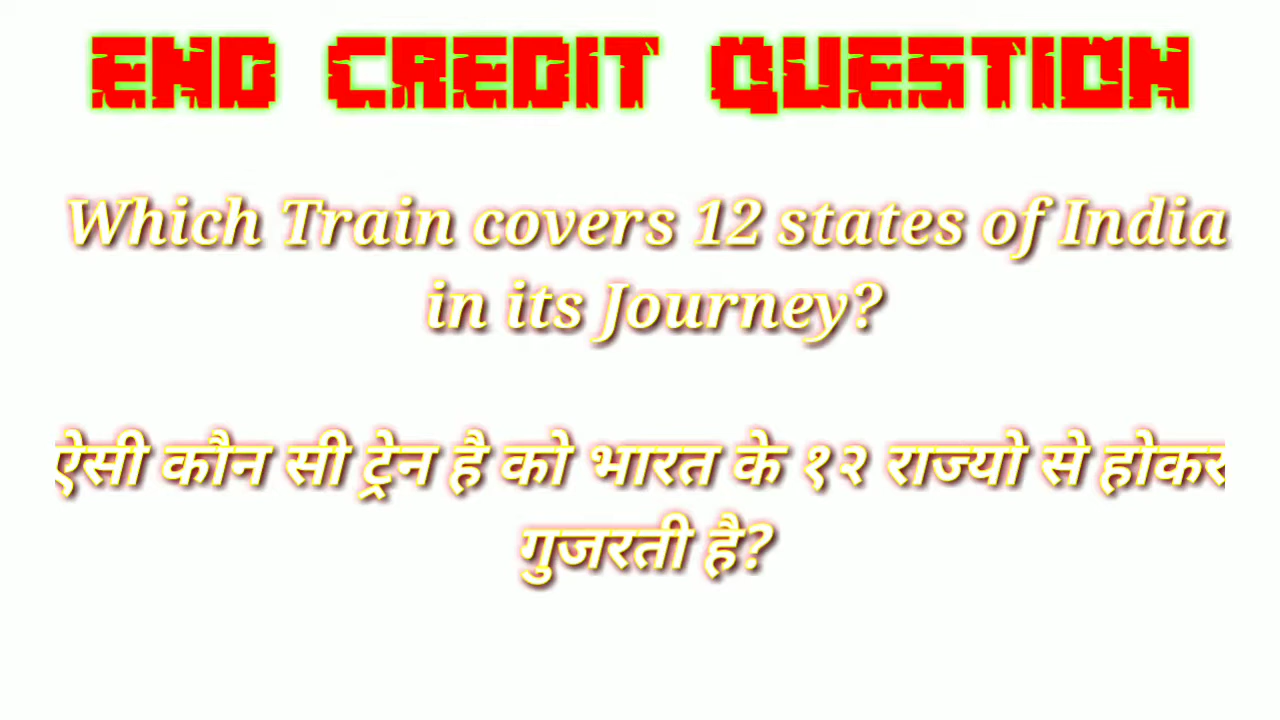 END CREDIT QUESTION
Which Train covers 12 states of India
in its Journey?
ऐसी कौन सी ट्रेन है को भारत के १२ राज्यो से होकर
गुजरती है?